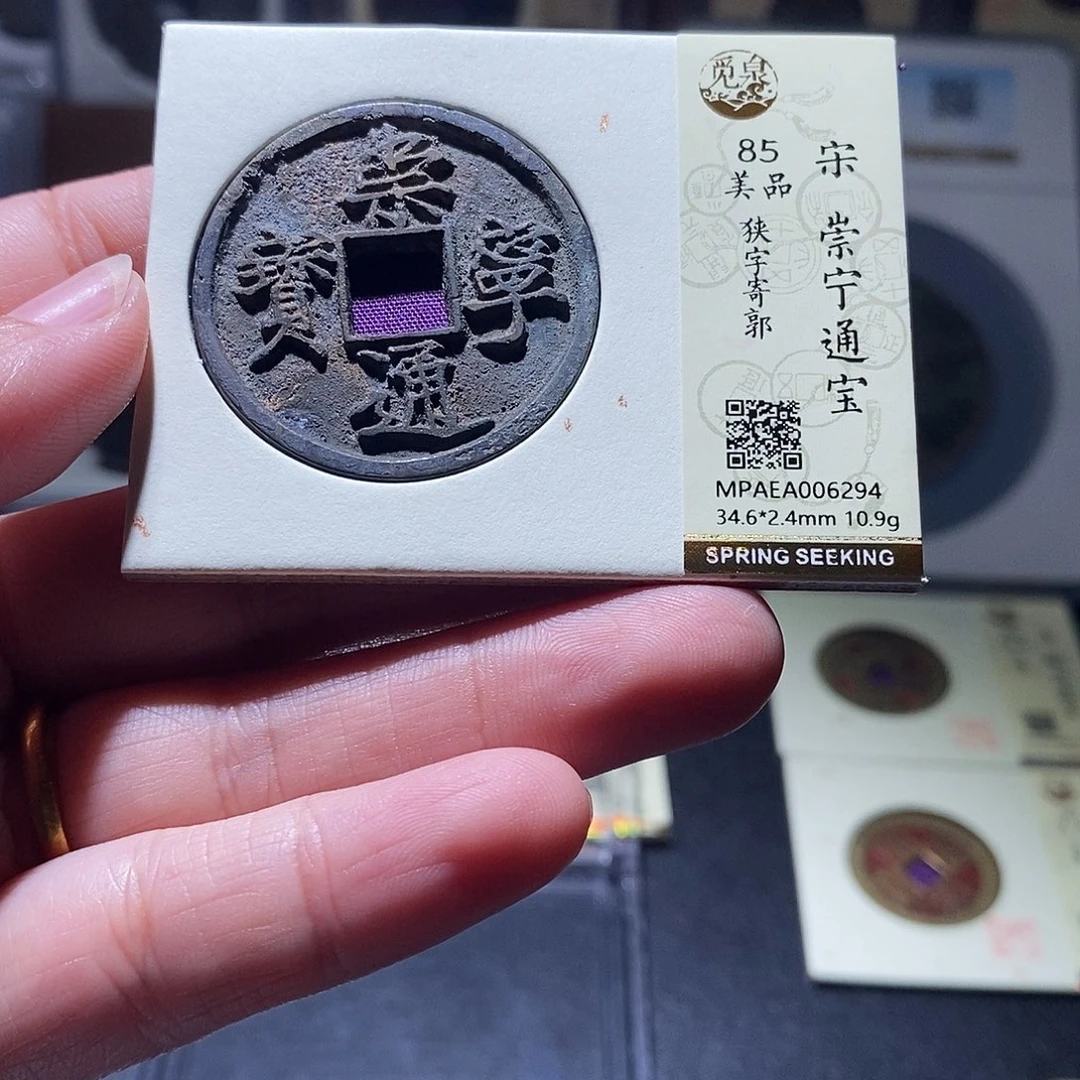 崇寧通寳
觅泉
宋 崇宁通宝
85
美品
狭字寄郭
MPAEA006294
34.6*2.4mm 10.9g
SPRING SEEKING